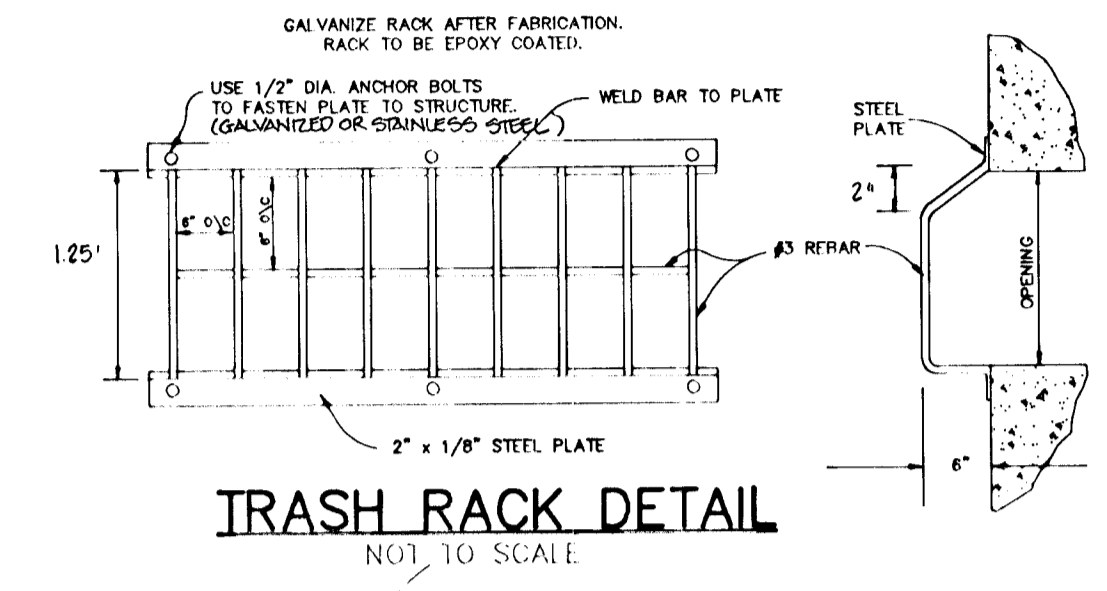 GALVANIZE RACK AFTER FABRICATION.
RACK TO BE EPOXY COATED.
USE 1/2" DIA. ANCHOR BOLTS
TO FASTEN PLATE TO STRUCTURE.
(GALVANIZED OR STAINLESS STEEL)
WELD BAR TO PLATE
STEEL
PLATE
2"
6" O\C
6" O\C
1.25'
#3 REBAR
OPENING
2" x 1/8" STEEL PLATE
6"
TRASH RACK DETAIL
NOT TO SCALE